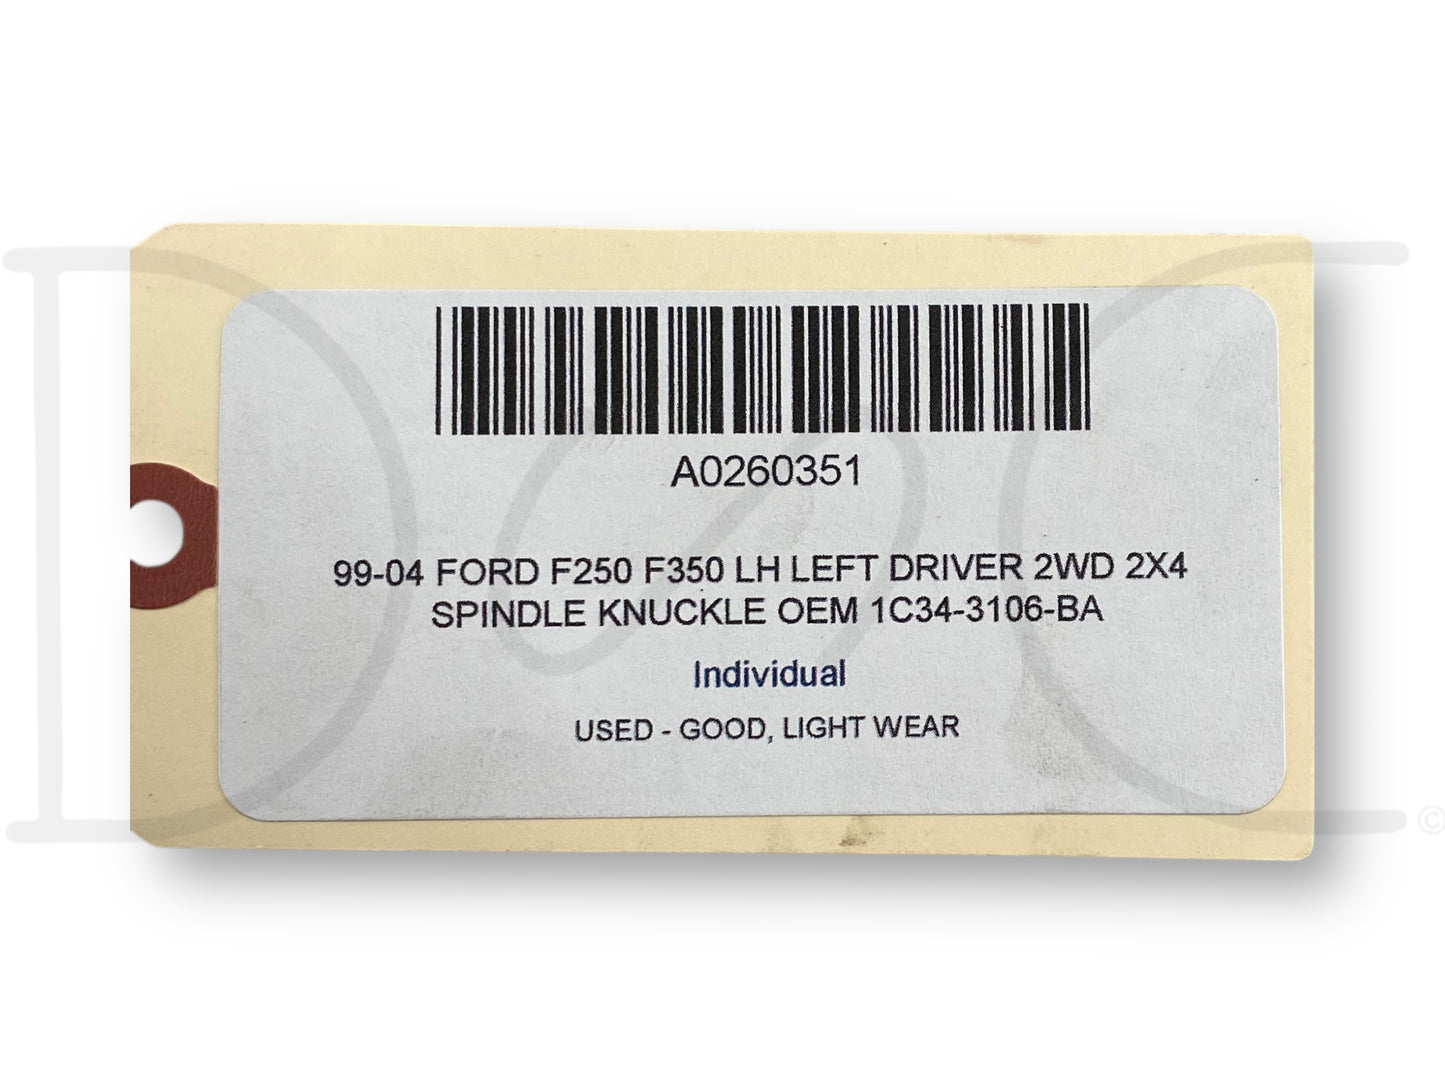 A0260351
99-04 FORD F250 F350 LH LEFT DRIVER 2WD 2X4
SPINDLE KNUCKLE OEM 1C34-3106-BA
Individual
USED - GOOD, LIGHT WEAR
©